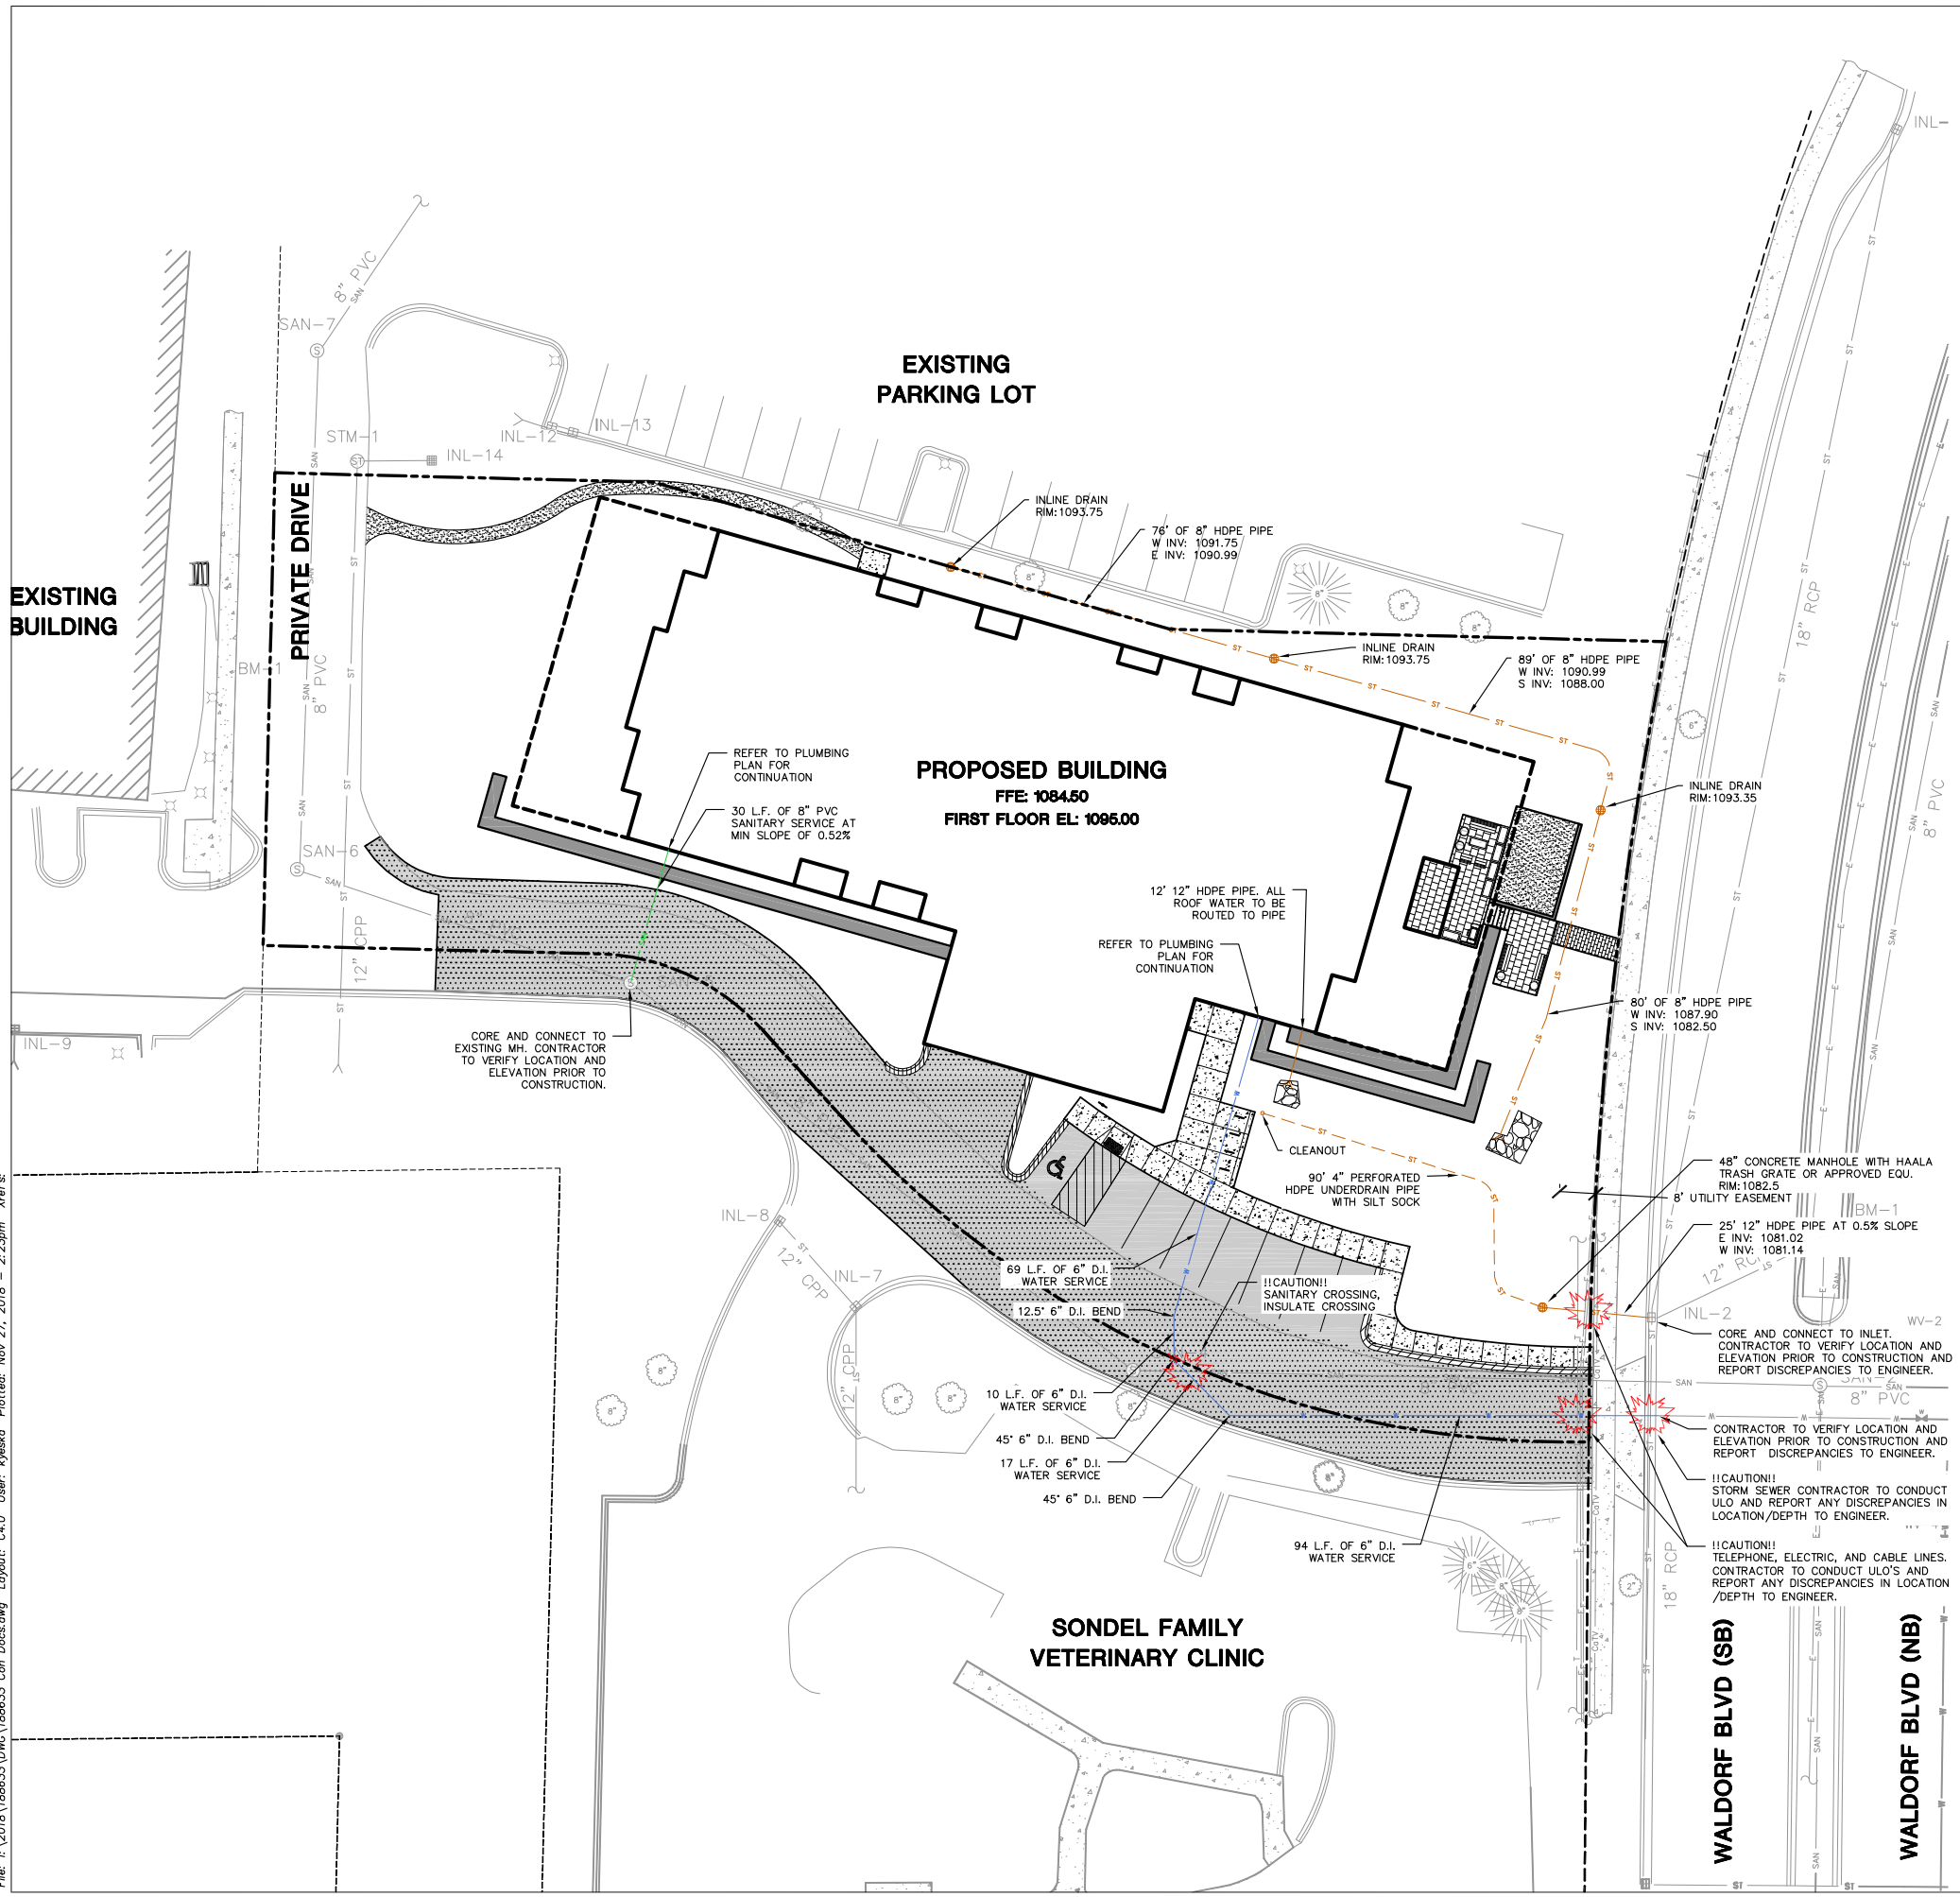 INL-
8" PVC
SAN
SAN-7
EXISTING
PARKING LOT
STM-1
INL-12
INL-13
INL-14
ST
INLINE DRAIN
RIM:1093.75
76' OF 8" HDPE PIPE
W INV: 1091.75
E INV: 1090.99
PRIVATE DRIVE
EXISTING
BUILDING
BM-1
8" PVC
18" RCP
INLINE DRAIN
RIM:1093.75
89' OF 8" HDPE PIPE
W INV: 1090.99
S INV: 1088.00
REFER TO PLUMBING
PLAN FOR
CONTINUATION
PROPOSED BUILDING
FFE: 1084.50
FIRST FLOOR EL: 1095.00
30 L.F. OF 8" PVC
SANITARY SERVICE AT
MIN SLOPE OF 0.52%
INLINE DRAIN
RIM:1093.35
8" PVC
SAN-6
12' 12" HDPE PIPE. ALL
ROOF WATER TO BE
ROUTED TO PIPE
REFER TO PLUMBING
PLAN FOR
CONTINUATION
12" CPP
80' OF 8" HDPE PIPE
W INV: 1087.90
S INV: 1082.50
INL-9
CORE AND CONNECT TO
EXISTING MH. CONTRACTOR
TO VERIFY LOCATION AND
ELEVATION PRIOR TO
CONSTRUCTION.
CLEANOUT
90' 4" PERFORATED
HDPE UNDERDRAIN PIPE
WITH SILT SOCK
48" CONCRETE MANHOLE WITH HAALA
TRASH GRATE OR APPROVED EQU.
RIM:1082.5
8' UTILITY EASEMENT
BM-1
25' 12" HDPE PIPE AT 0.5% SLOPE
E INV: 1081.02
W INV: 1081.14
INL-8
12" CPP
INL-7
69 L.F. OF 6" D.I.
WATER SERVICE
!!CAUTION!!
SANITARY CROSSING,
INSULATE CROSSING
12.5° 6" D.I. BEND
INL-2
WV-2
CORE AND CONNECT TO INLET.
CONTRACTOR TO VERIFY LOCATION AND
ELEVATION PRIOR TO CONSTRUCTION AND
REPORT DISCREPANCIES TO ENGINEER.
12" CPP
8" PVC
10 L.F. OF 6" D.I.
WATER SERVICE
45° 6" D.I. BEND
17 L.F. OF 6" D.I.
WATER SERVICE
45° 6" D.I. BEND
CONTRACTOR TO VERIFY LOCATION AND
ELEVATION PRIOR TO CONSTRUCTION AND
REPORT DISCREPANCIES TO ENGINEER.
!!CAUTION!!
STORM SEWER CONTRACTOR TO CONDUCT
ULO AND REPORT ANY DISCREPANCIES IN
LOCATION/DEPTH TO ENGINEER.
94 L.F. OF 6" D.I.
WATER SERVICE
!!CAUTION!!
TELEPHONE, ELECTRIC, AND CABLE LINES.
CONTRACTOR TO CONDUCT ULO'S AND
REPORT ANY DISCREPANCIES IN LOCATION
/DEPTH TO ENGINEER.
18" RCP
SONDEL FAMILY
VETERINARY CLINIC
WALDORF BLVD (SB)
WALDORF BLVD (NB)